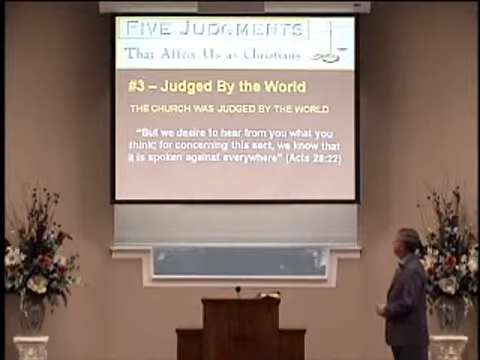 FIVE JUDGMENTS
That Affect Us as Christians
#3 – Judged By the World
THE CHURCH WAS JUDGED BY THE WORLD
"But we desire to hear from you what you
think; for concerning this sect, we know that
it is spoken against everywhere" (Acts 28:22)